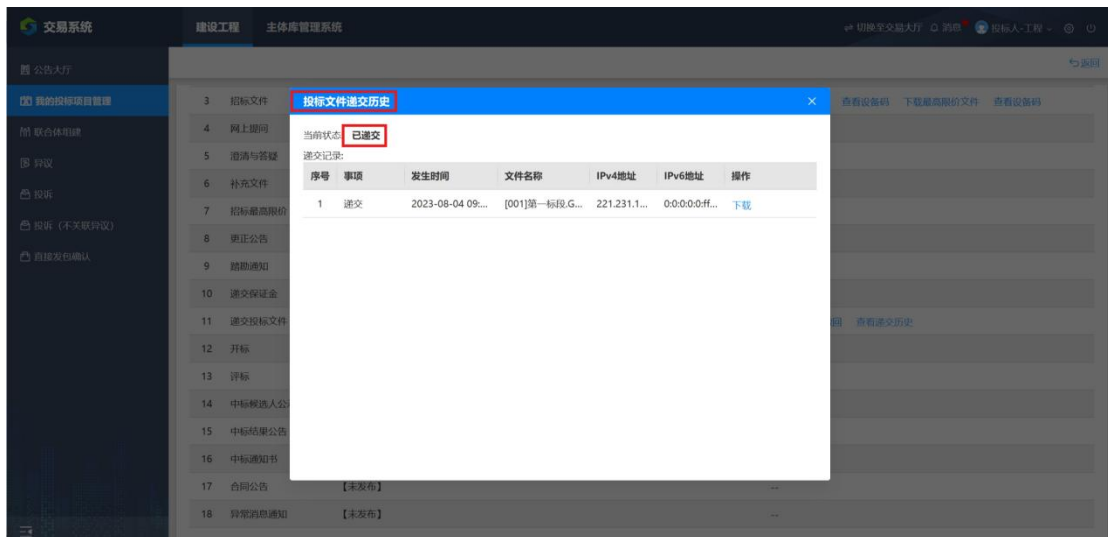 交易系统
建设工程 主体库管理系统
切换至交易大厅 消息 投标人-工程
公告大厅
我的投标项目管理
联合体组建
异议
投诉
投诉（不关联异议）
直接发包确认
返回
3 招标文件 查看设备码 下载最高限价文件 查看设备码
4 网上提问
5 澄清与答疑
6 补充文件
7 招标最高限价
8 更正公告
9 踏勘通知
10 递交保证金
11 递交投标文件 回 查看递交历史
12 开标
13 评标
14 中标候选人公
15 中标结果公告
16 中标通知书
17 合同公告 【未发布】 --
18 异常消息通知 【未发布】 --
投标文件递交历史
当前状态 已递交
递交记录:
序号 事项 发生时间 文件名称 IPv4地址 IPv6地址 操作
1 递交 2023-08-04 09:... [001]第一标段.G... 221.231.1... 0:0:0:0:0:ff... 下载